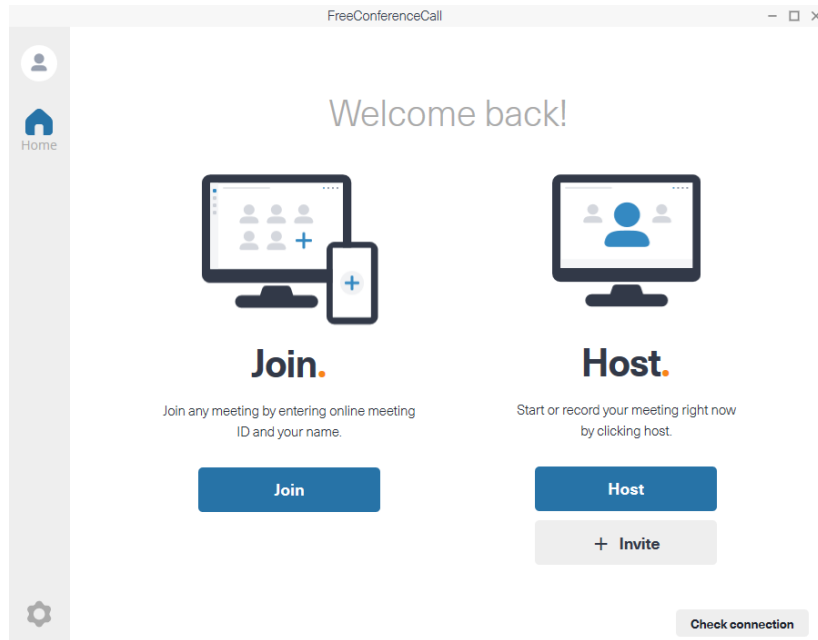 FreeConferenceCall
Home
Welcome back!
Join.
Join any meeting by entering online meeting
ID and your name.
Join
Host.
Start or record your meeting right now
by clicking host.
Host
+ Invite
Check connection